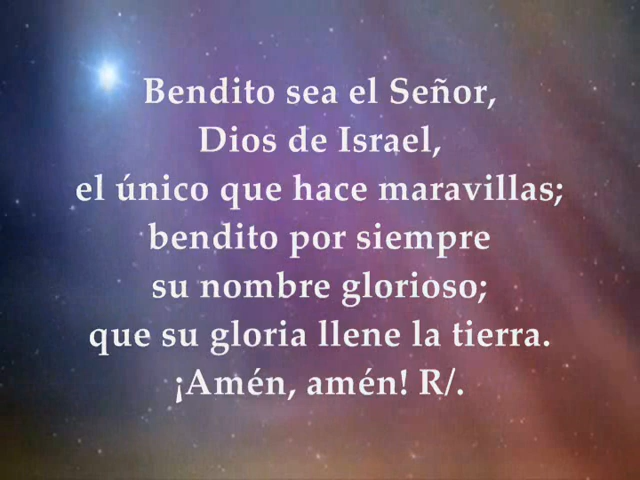 Bendito sea el Señor,
Dios de Israel,
el único que hace maravillas;
bendito por siempre
su nombre glorioso;
que su gloria llene la tierra.
¡Amén, amén! R/.